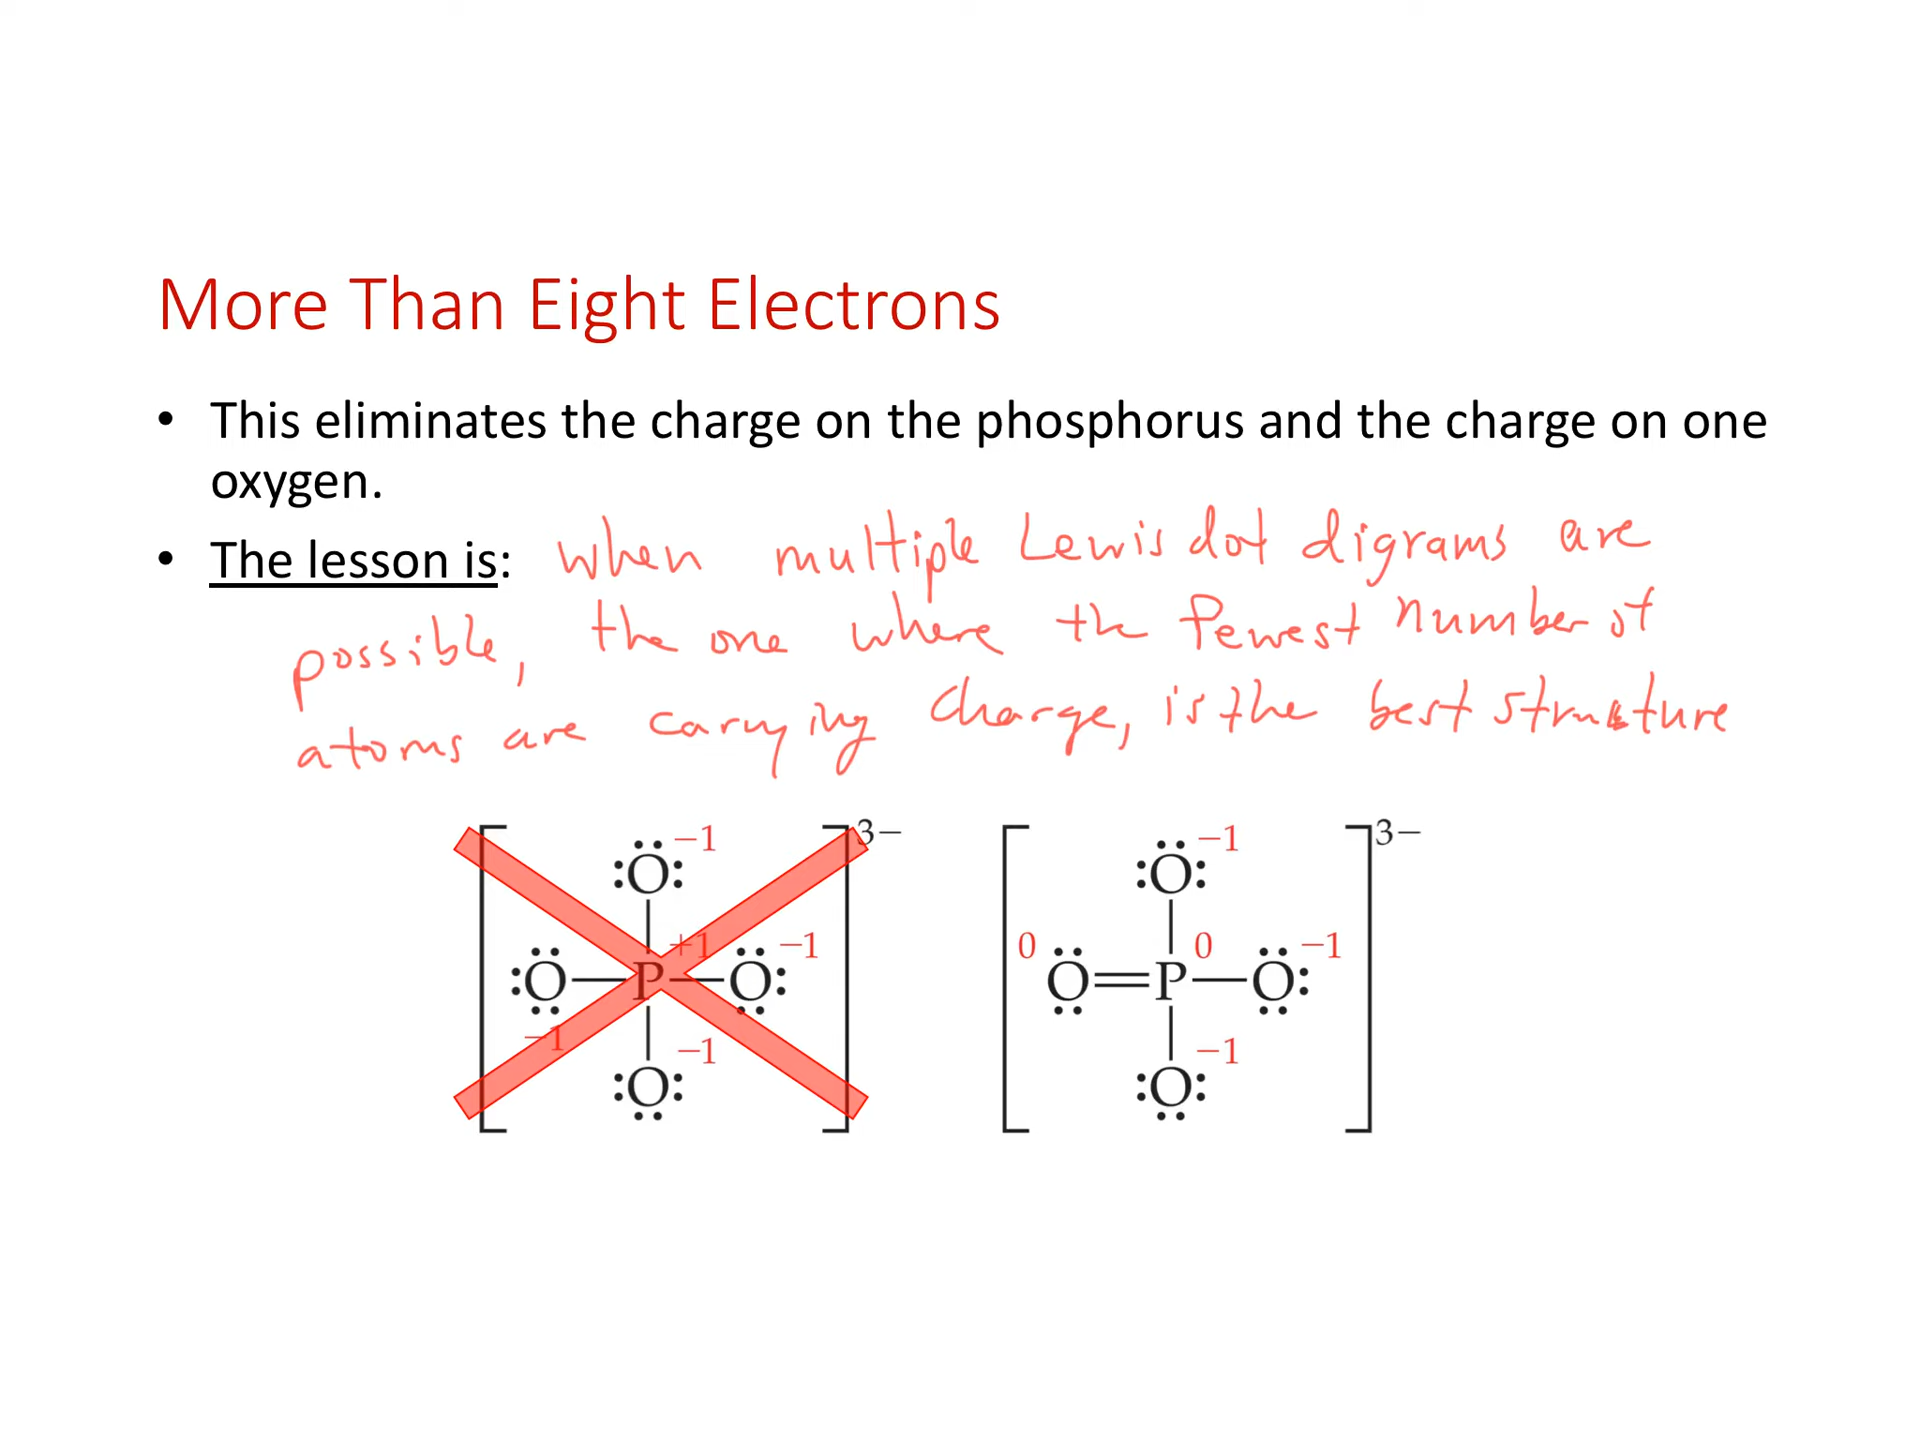 More Than Eight Electrons
• This eliminates the charge on the phosphorus and the charge on one
oxygen.
• The lesson is: when multiple Lewis dot digrams are
possible, the one where the fewest number of
atoms are carrying charge, is the best structure
[ :Ö: −1 ]3−
+1
:Ö—P—Ö: −1
−1
:O: −1
[ :Ö: −1 ]3−
0 Ö=P—Ö: 0 −1
:O: −1